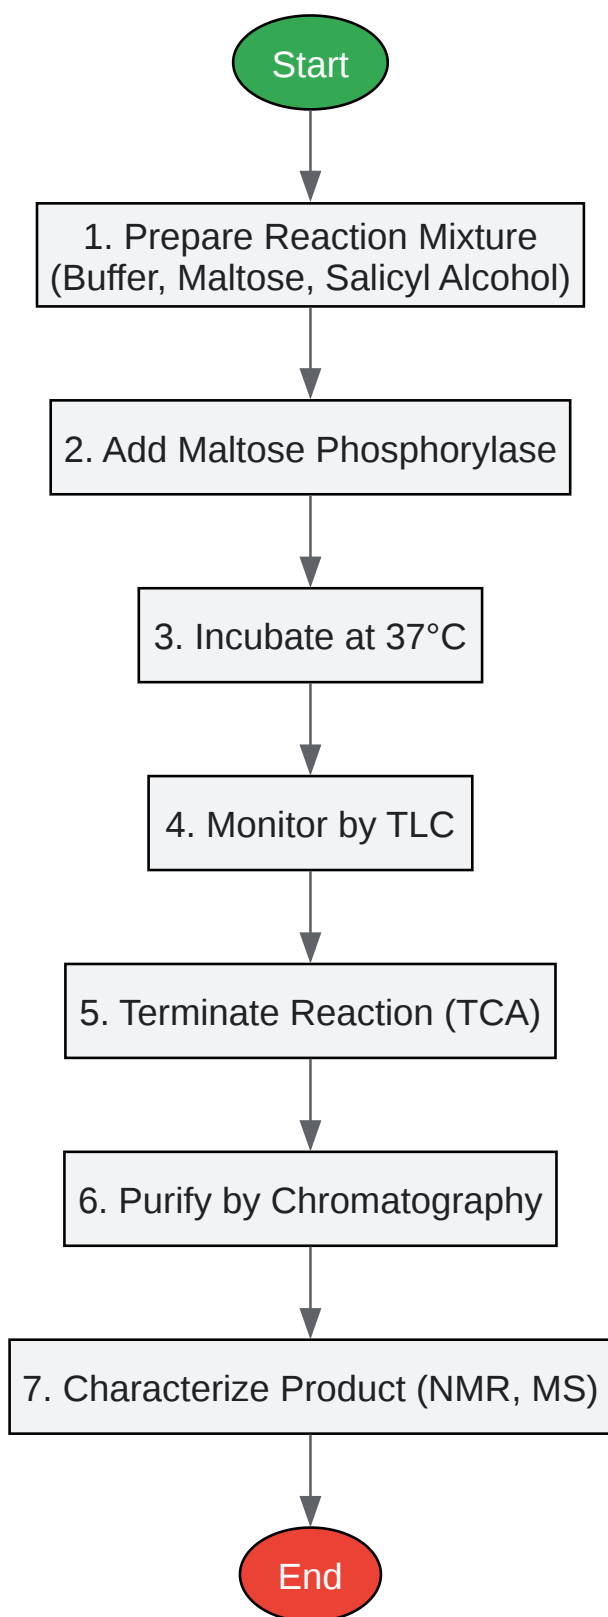 Start
1. Prepare Reaction Mixture
(Buffer, Maltose, Salicyl Alcohol)
2. Add Maltose Phosphorylase
3. Incubate at 37°C
4. Monitor by TLC
5. Terminate Reaction (TCA)
6. Purify by Chromatography
7. Characterize Product (NMR, MS)
End